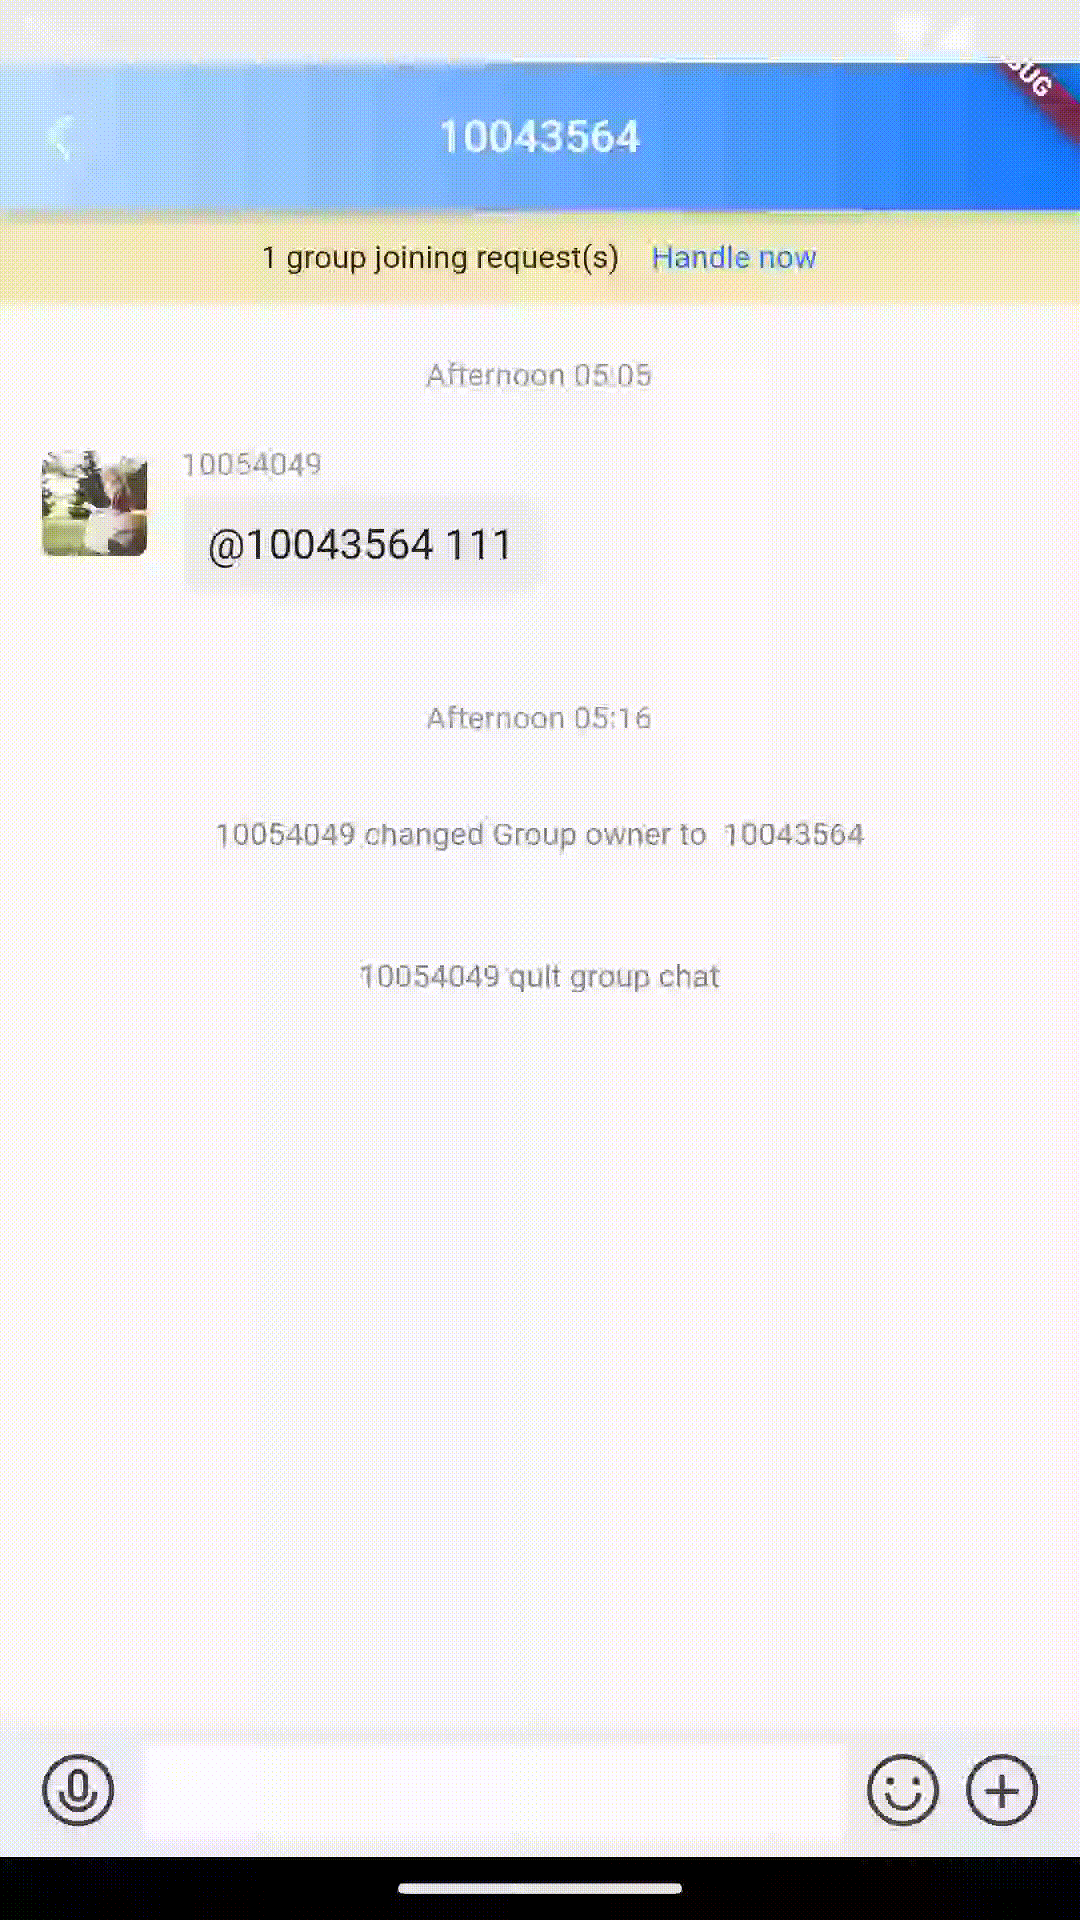 BUG
10043564
1 group joining request(s) Handle now
Afternoon 05:05
10054049
@10043564 111
Afternoon 05:16
10054049 changed Group owner to 10043564
10054049 quit group chat